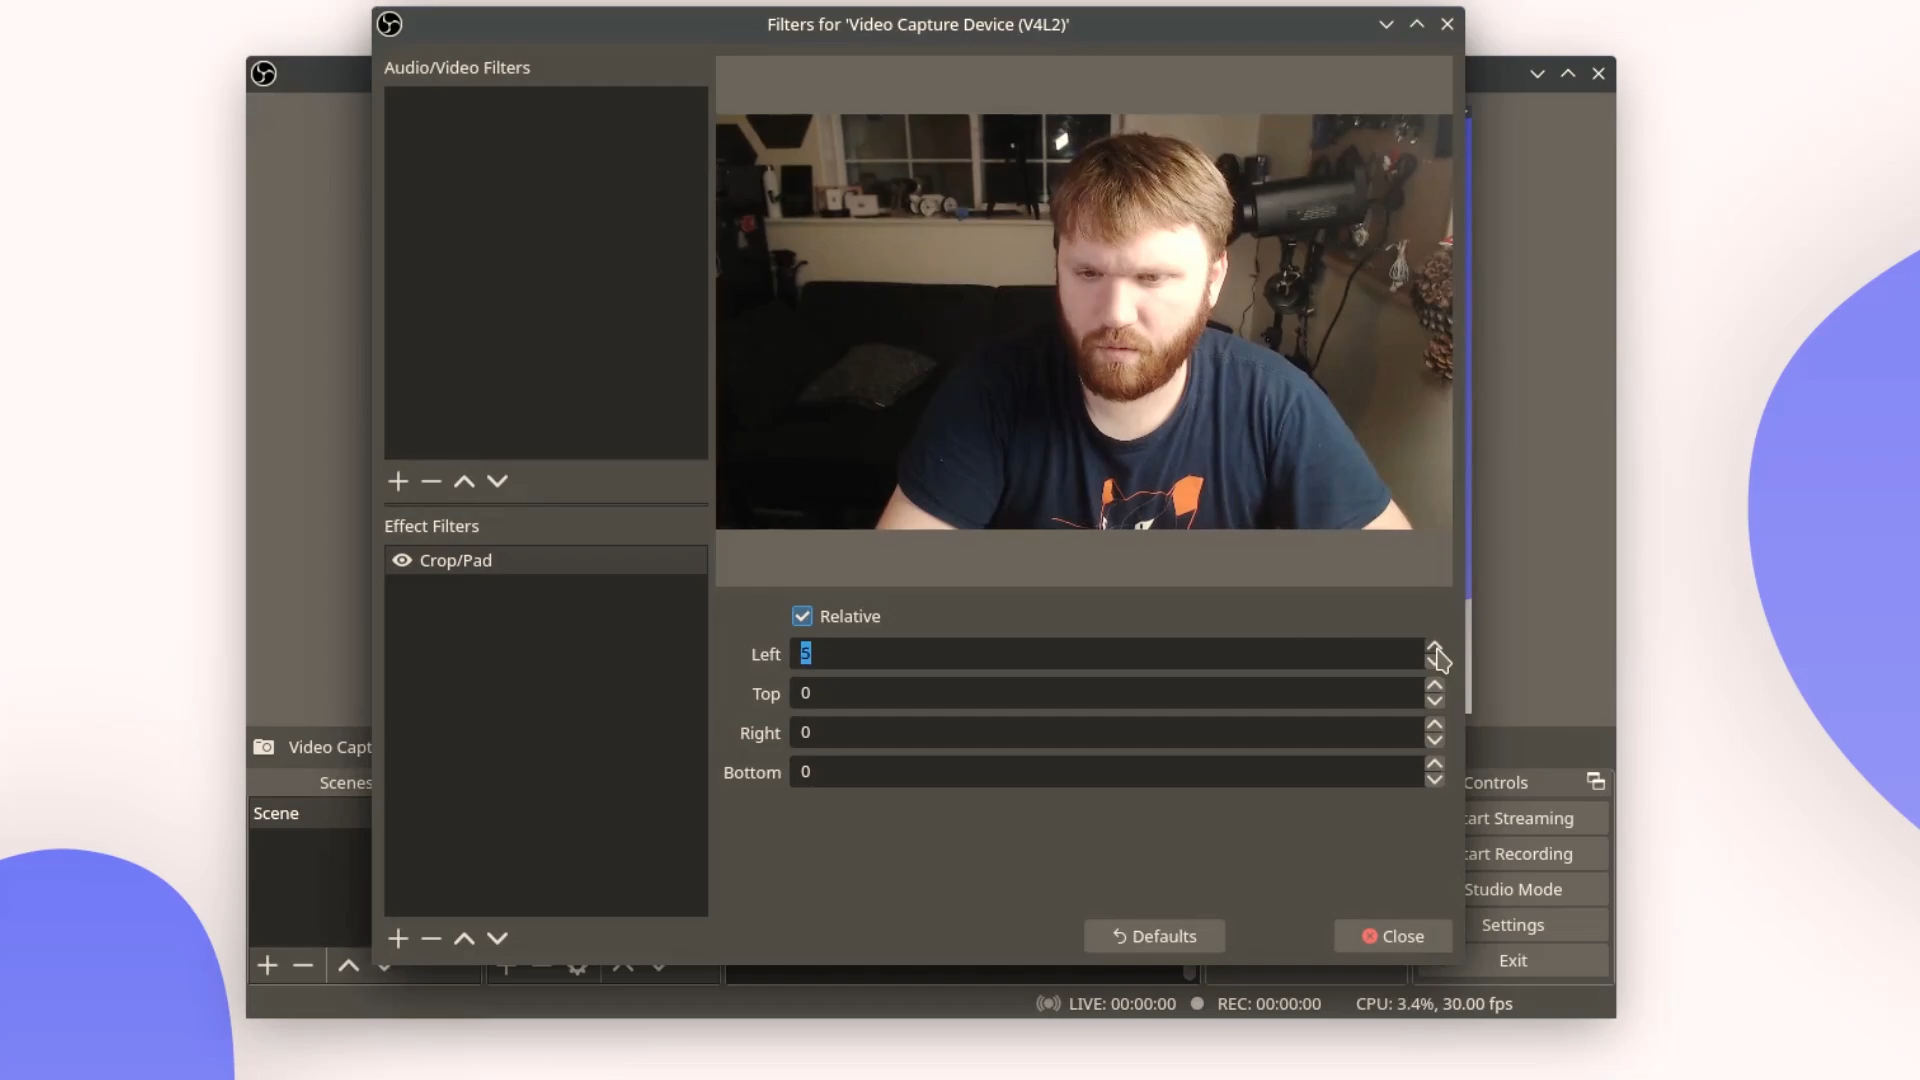 Filters for 'Video Capture Device (V4L2)'
Audio/Video Filters
Effect Filters
Crop/Pad
Relative
Left 5
Top 0
Right 0
Bottom 0
Defaults
Close
Video Capt
Scenes
Scene
Controls
tart Streaming
tart Recording
Studio Mode
Settings
Exit
LIVE: 00:00:00 REC: 00:00:00 CPU: 3.4%, 30.00 fps